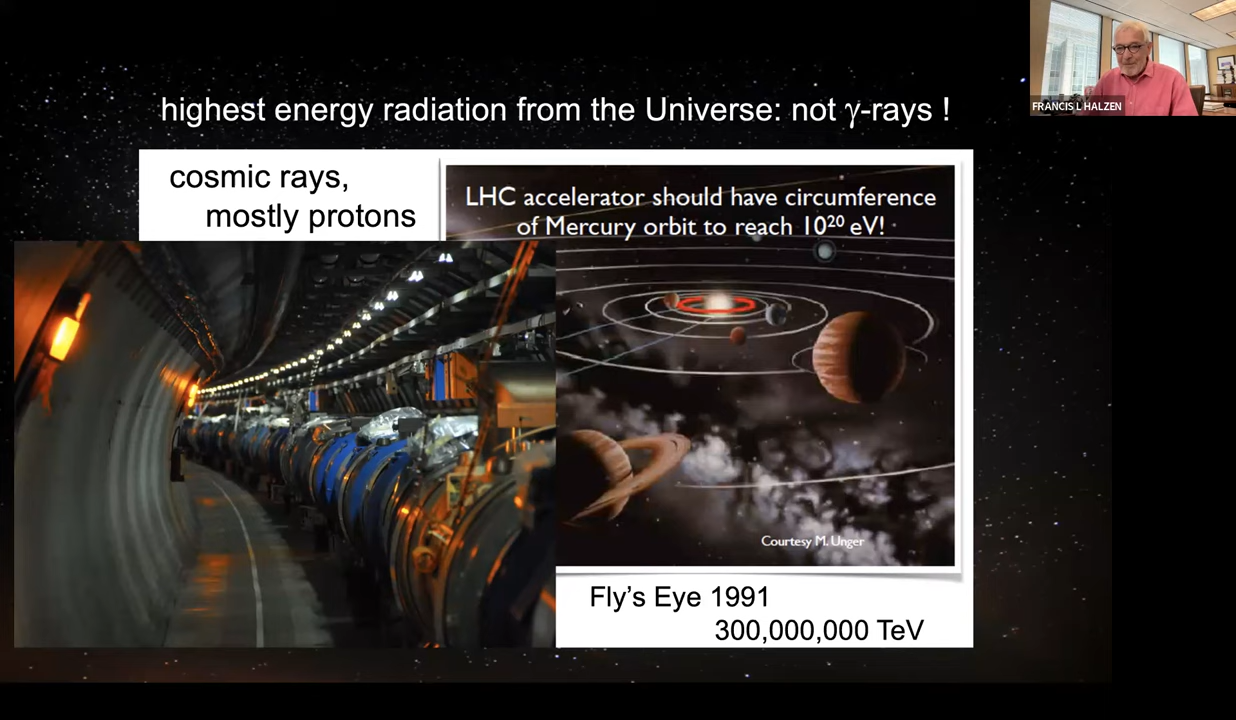 FRANCIS L HALZEN
highest energy radiation from the Universe: not γ-rays !
cosmic rays,
mostly protons
LHC accelerator should have circumference
of Mercury orbit to reach 10²⁰ eV!
Courtesy M. Unger
Fly's Eye 1991
300,000,000 TeV